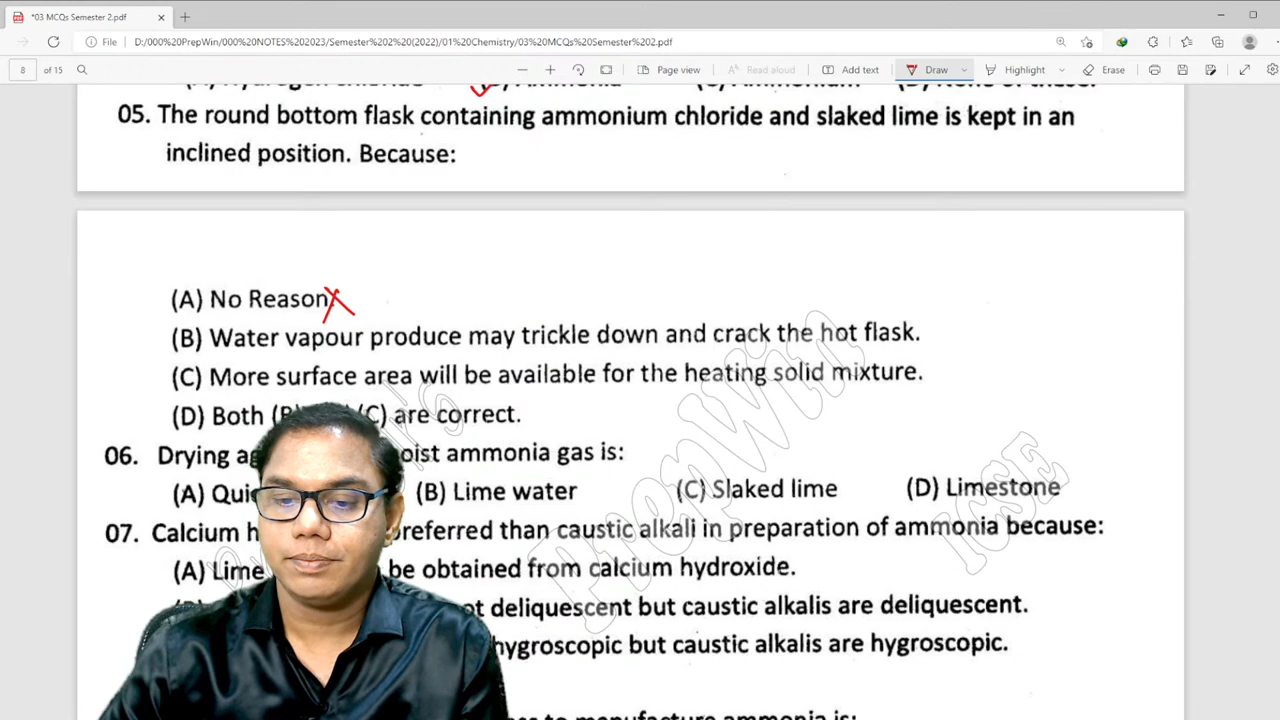 *03 MCQs Semester 2.pdf
File D:/000%20PrepWin/000%20NOTES%202023/Semester%202%20(2022)/01%20Chemistry/03%20MCQs%20Semester%202.pdf
8 of 15 Page view Read aloud Add text Draw Highlight Erase
05. The round bottom flask containing ammonium chloride and slaked lime is kept in an
inclined position. Because:
(A) No Reason.
(B) Water vapour produce may trickle down and crack the hot flask.
(C) More surface area will be available for the heating solid mixture.
(D) Both (B) (C) are correct.
06. Drying ammonia gas is:
(B) Lime water (C) Slaked lime (D) Limestone
07. Calcium preferred than caustic alkali in preparation of ammonia because:
(A) Lime be obtained from calcium hydroxide.
deliquescent but caustic alkalis are deliquescent.
hygroscopic but caustic alkalis are hygroscopic.
to manufacture ammonia is:
PrepWin
ICSE